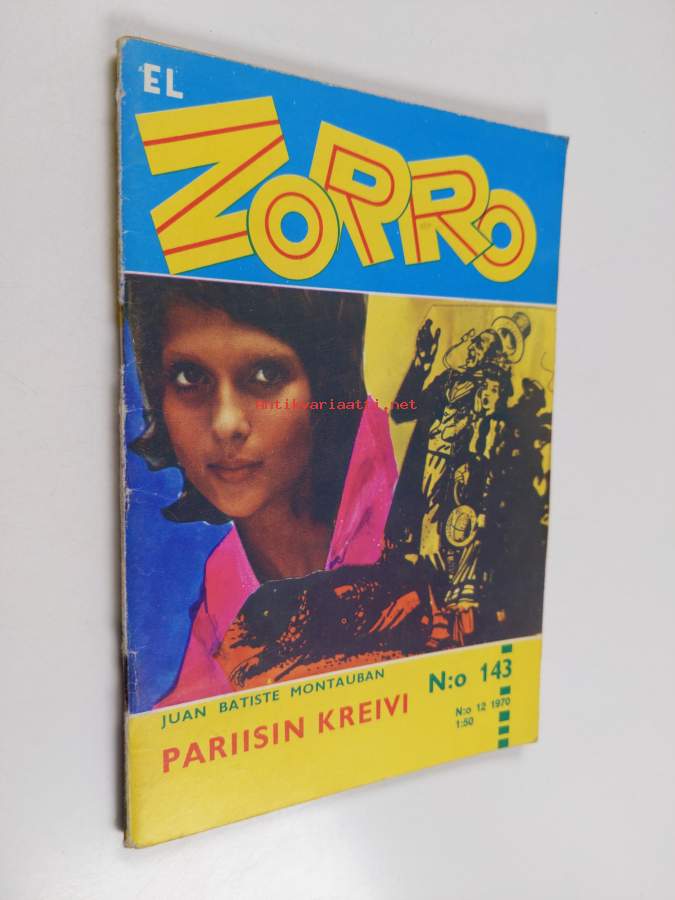 EL
ZORRO
antikvariaatti.net
JUAN BATISTE MONTAUBAN
PARIISIN KREIVI
N:o 143
N:o 12 1970
1:50